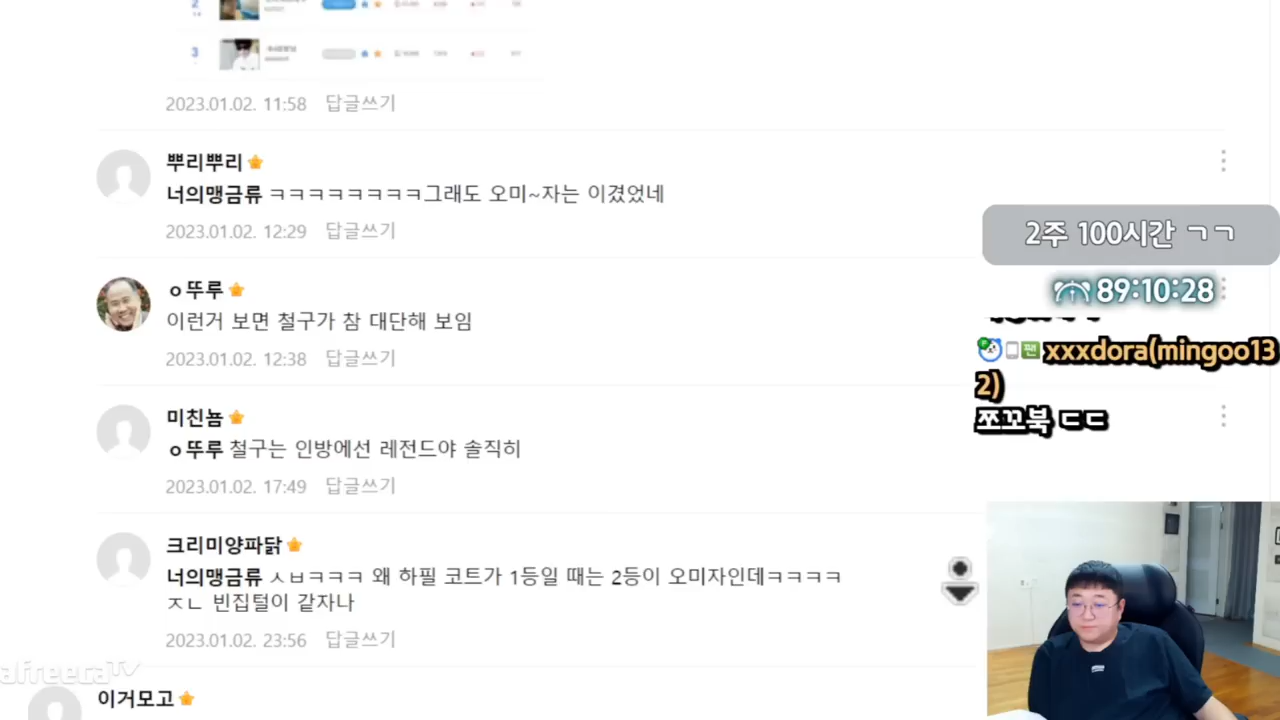 2
3
2023.01.02. 11:58 답글쓰기
뿌리뿌리
너의맹금류 ㅋㅋㅋㅋㅋㅋㅋㅋ그래도 오미~자는 이겼었네
2023.01.02. 12:29 답글쓰기
2주 100시간 ㄱㄱ
89:10:28
ㅇ뚜루
이런거 보면 철구가 참 대단해 보임
2023.01.02. 12:38 답글쓰기
팬 xxxdora(mingoo13
2)
쪼꼬북 ㄷㄷ
미친뇸
ㅇ뚜루 철구는 인방에선 레전드야 솔직히
2023.01.02. 17:49 답글쓰기
크리미양파닭
너의맹금류 ㅅㅂㅋㅋㅋ 왜 하필 코트가 1등일 때는 2등이 오미자인데ㅋㅋㅋㅋ
ㅈㄴ 빈집털이 같자나
2023.01.02. 23:56 답글쓰기
afreecaTV
이거모고